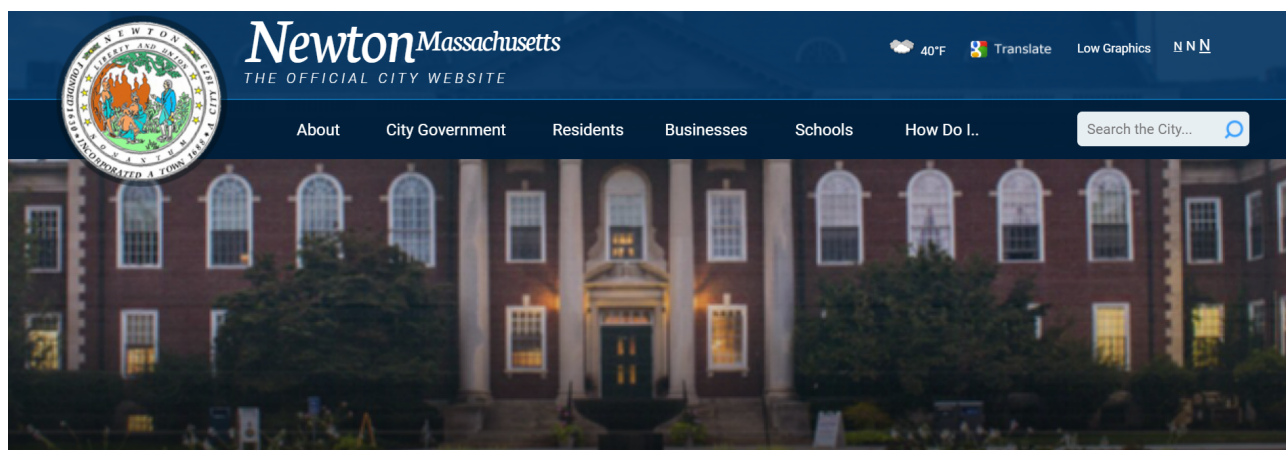 Newton Massachusetts
THE OFFICIAL CITY WEBSITE
40°F
Translate
Low Graphics
N N N
About
City Government
Residents
Businesses
Schools
How Do I..
Search the City...
NEWTON
LIBERTY AND UNION
NONANTUM
FOUNDED 1630
INCORPORATED A TOWN 1688
A CITY 1873